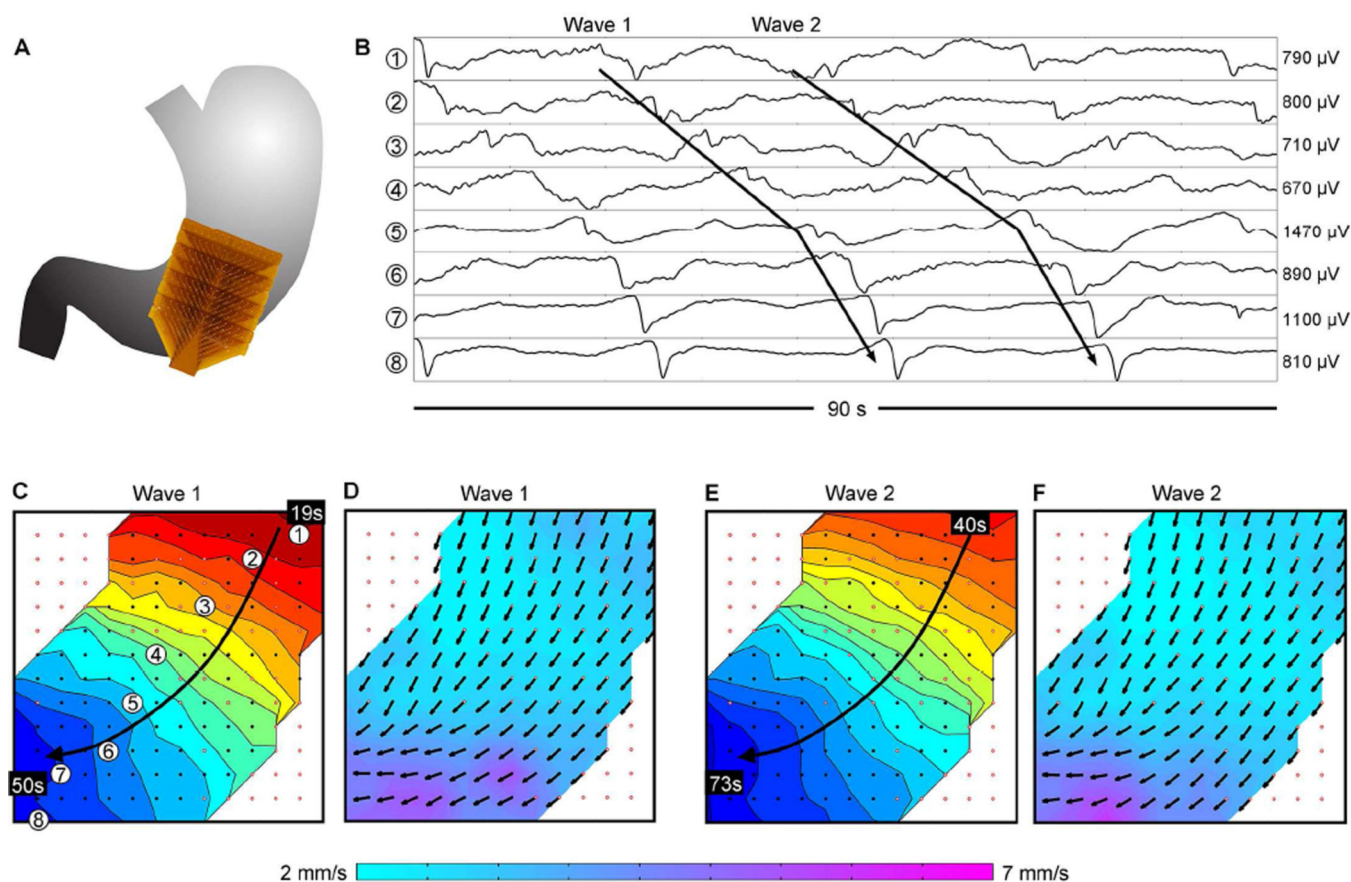 A
B
Wave 1 Wave 2
① 790 µV
② 800 µV
③ 710 µV
④ 670 µV
⑤ 1470 µV
⑥ 890 µV
⑦ 1100 µV
⑧ 810 µV
90 s
C Wave 1
D Wave 1
E Wave 2
F Wave 2
19s
①
②
③
④
⑤
⑥
⑦
50s
⑧
40s
73s
2 mm/s 7 mm/s